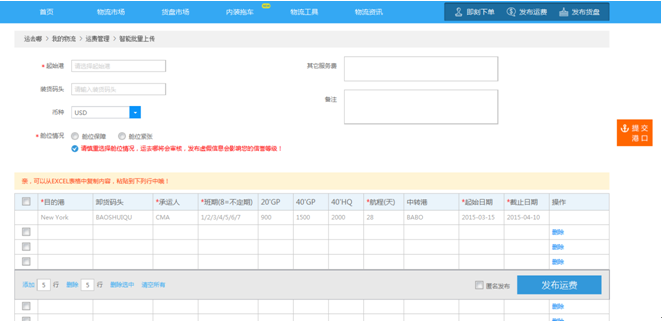 首页 物流市场 货盘市场 内装拖车 物流工具 物流资讯 即刻下单 发布运费 发布货盘
运去哪 > 我的物流 > 运费管理 > 智能批量上传
*起始港 请选择起始港 其它服务费
装货码头 请输入装货码头
备注
币种 USD
提交港口
*舱位情况 舱位保障 舱位紧张
请慎重选择舱位情况，运去哪将会审核，发布虚假信息会影响您的信誉等级！
亲，可以从EXCEL表格中复制内容，粘贴到下列行中哦！
*目的港 卸货码头 *承运人 *班期(8=不定期) 20'GP 40'GP 40'HQ *航程(天) 中转港 *起始日期 *截止日期 操作
New York BAOSHUIQU CMA 1/2/3/4/5/6/7 900 1500 2000 28 BABO 2015-03-15 2015-04-10
删除
删除
删除
添加 5 行 删除 5 行 删除选中 清空所有 匿名发布 发布运费
删除